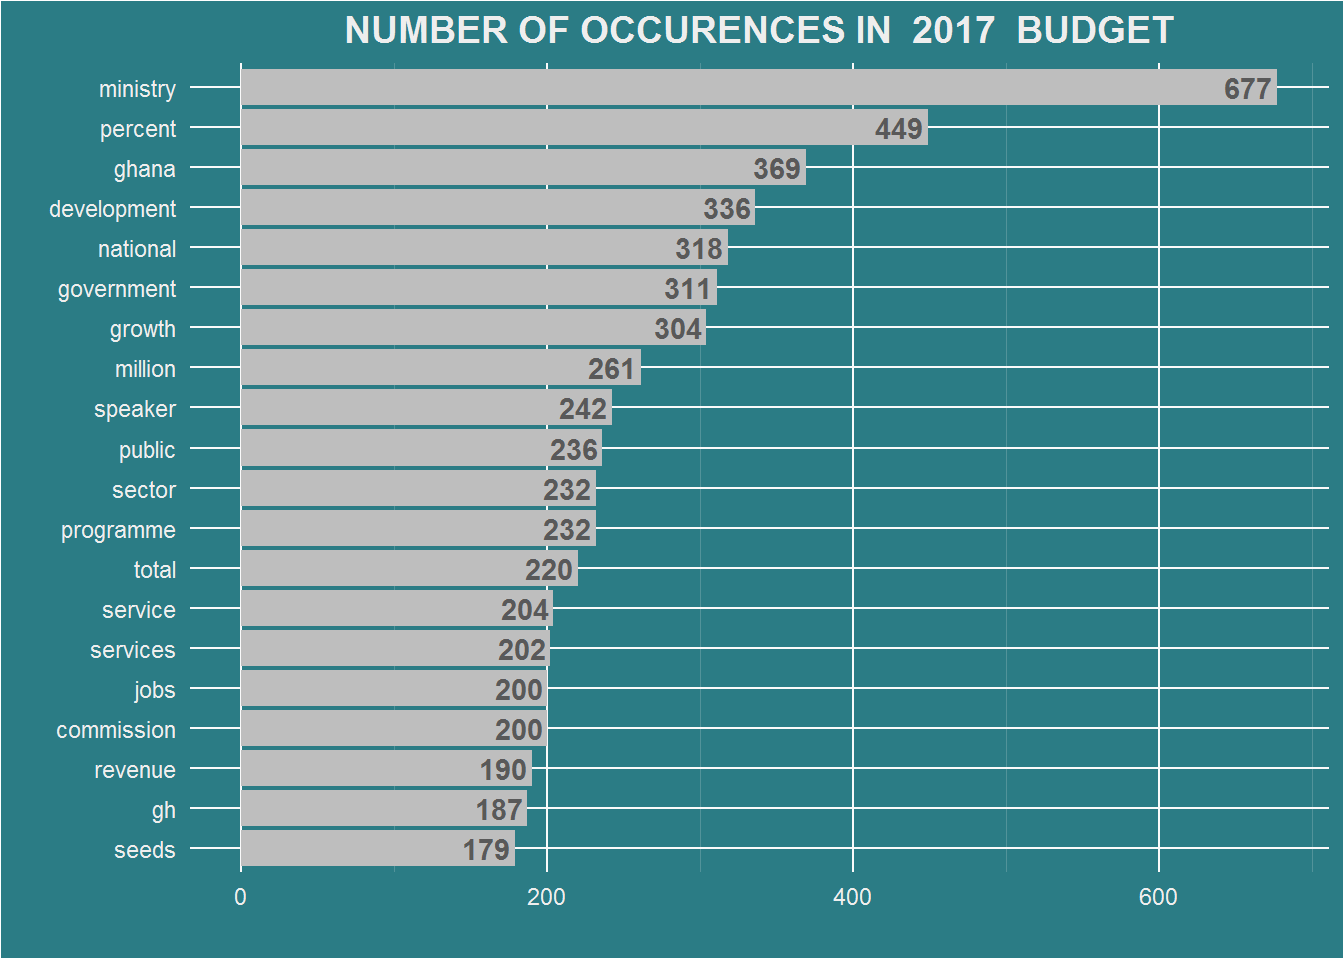 NUMBER OF OCCURENCES IN  2017  BUDGET
ministry 677
percent 449
ghana 369
development 336
national 318
government 311
growth 304
million 261
speaker 242
public 236
sector 232
programme 232
total 220
service 204
services 202
jobs 200
commission 200
revenue 190
gh 187
seeds 179
0 200 400 600